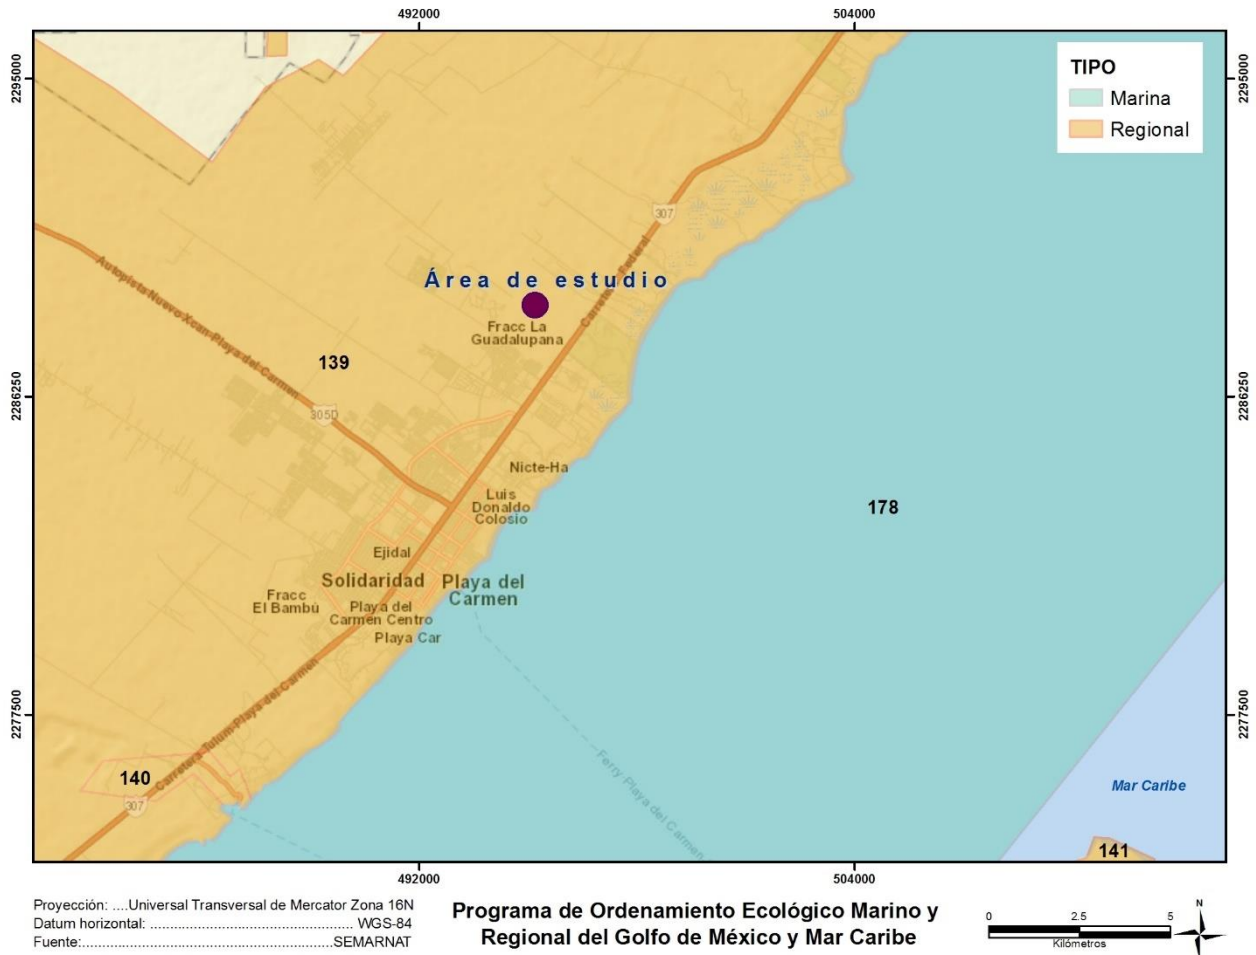 492000
504000
2295000
2295000
TIPO
Marina
Regional
307
Carretera Federal
Autopista Nuevo Xcan-Playa del Carmen
Área de estudio
Fracc La
Guadalupana
139
305D
2286250
2286250
Nicte-Ha
Luis
Donaldo
Colosio
178
Ejidal
Solidaridad
Playa del
Carmen
Fracc
El Bambú
Playa del
Carmen Centro
Playa Car
Carretera Tulum-Playa del Carmen
2277500
2277500
140
307
Ferry-Playa del Carmen
Mar Caribe
141
492000
504000
Proyección: ....Universal Transversal de Mercator Zona 16N
Datum horizontal: ............................................ WGS-84
Fuente:......................................................SEMARNAT
Programa de Ordenamiento Ecológico Marino y
Regional del Golfo de México y Mar Caribe
0 2.5 5
Kilómetros
N